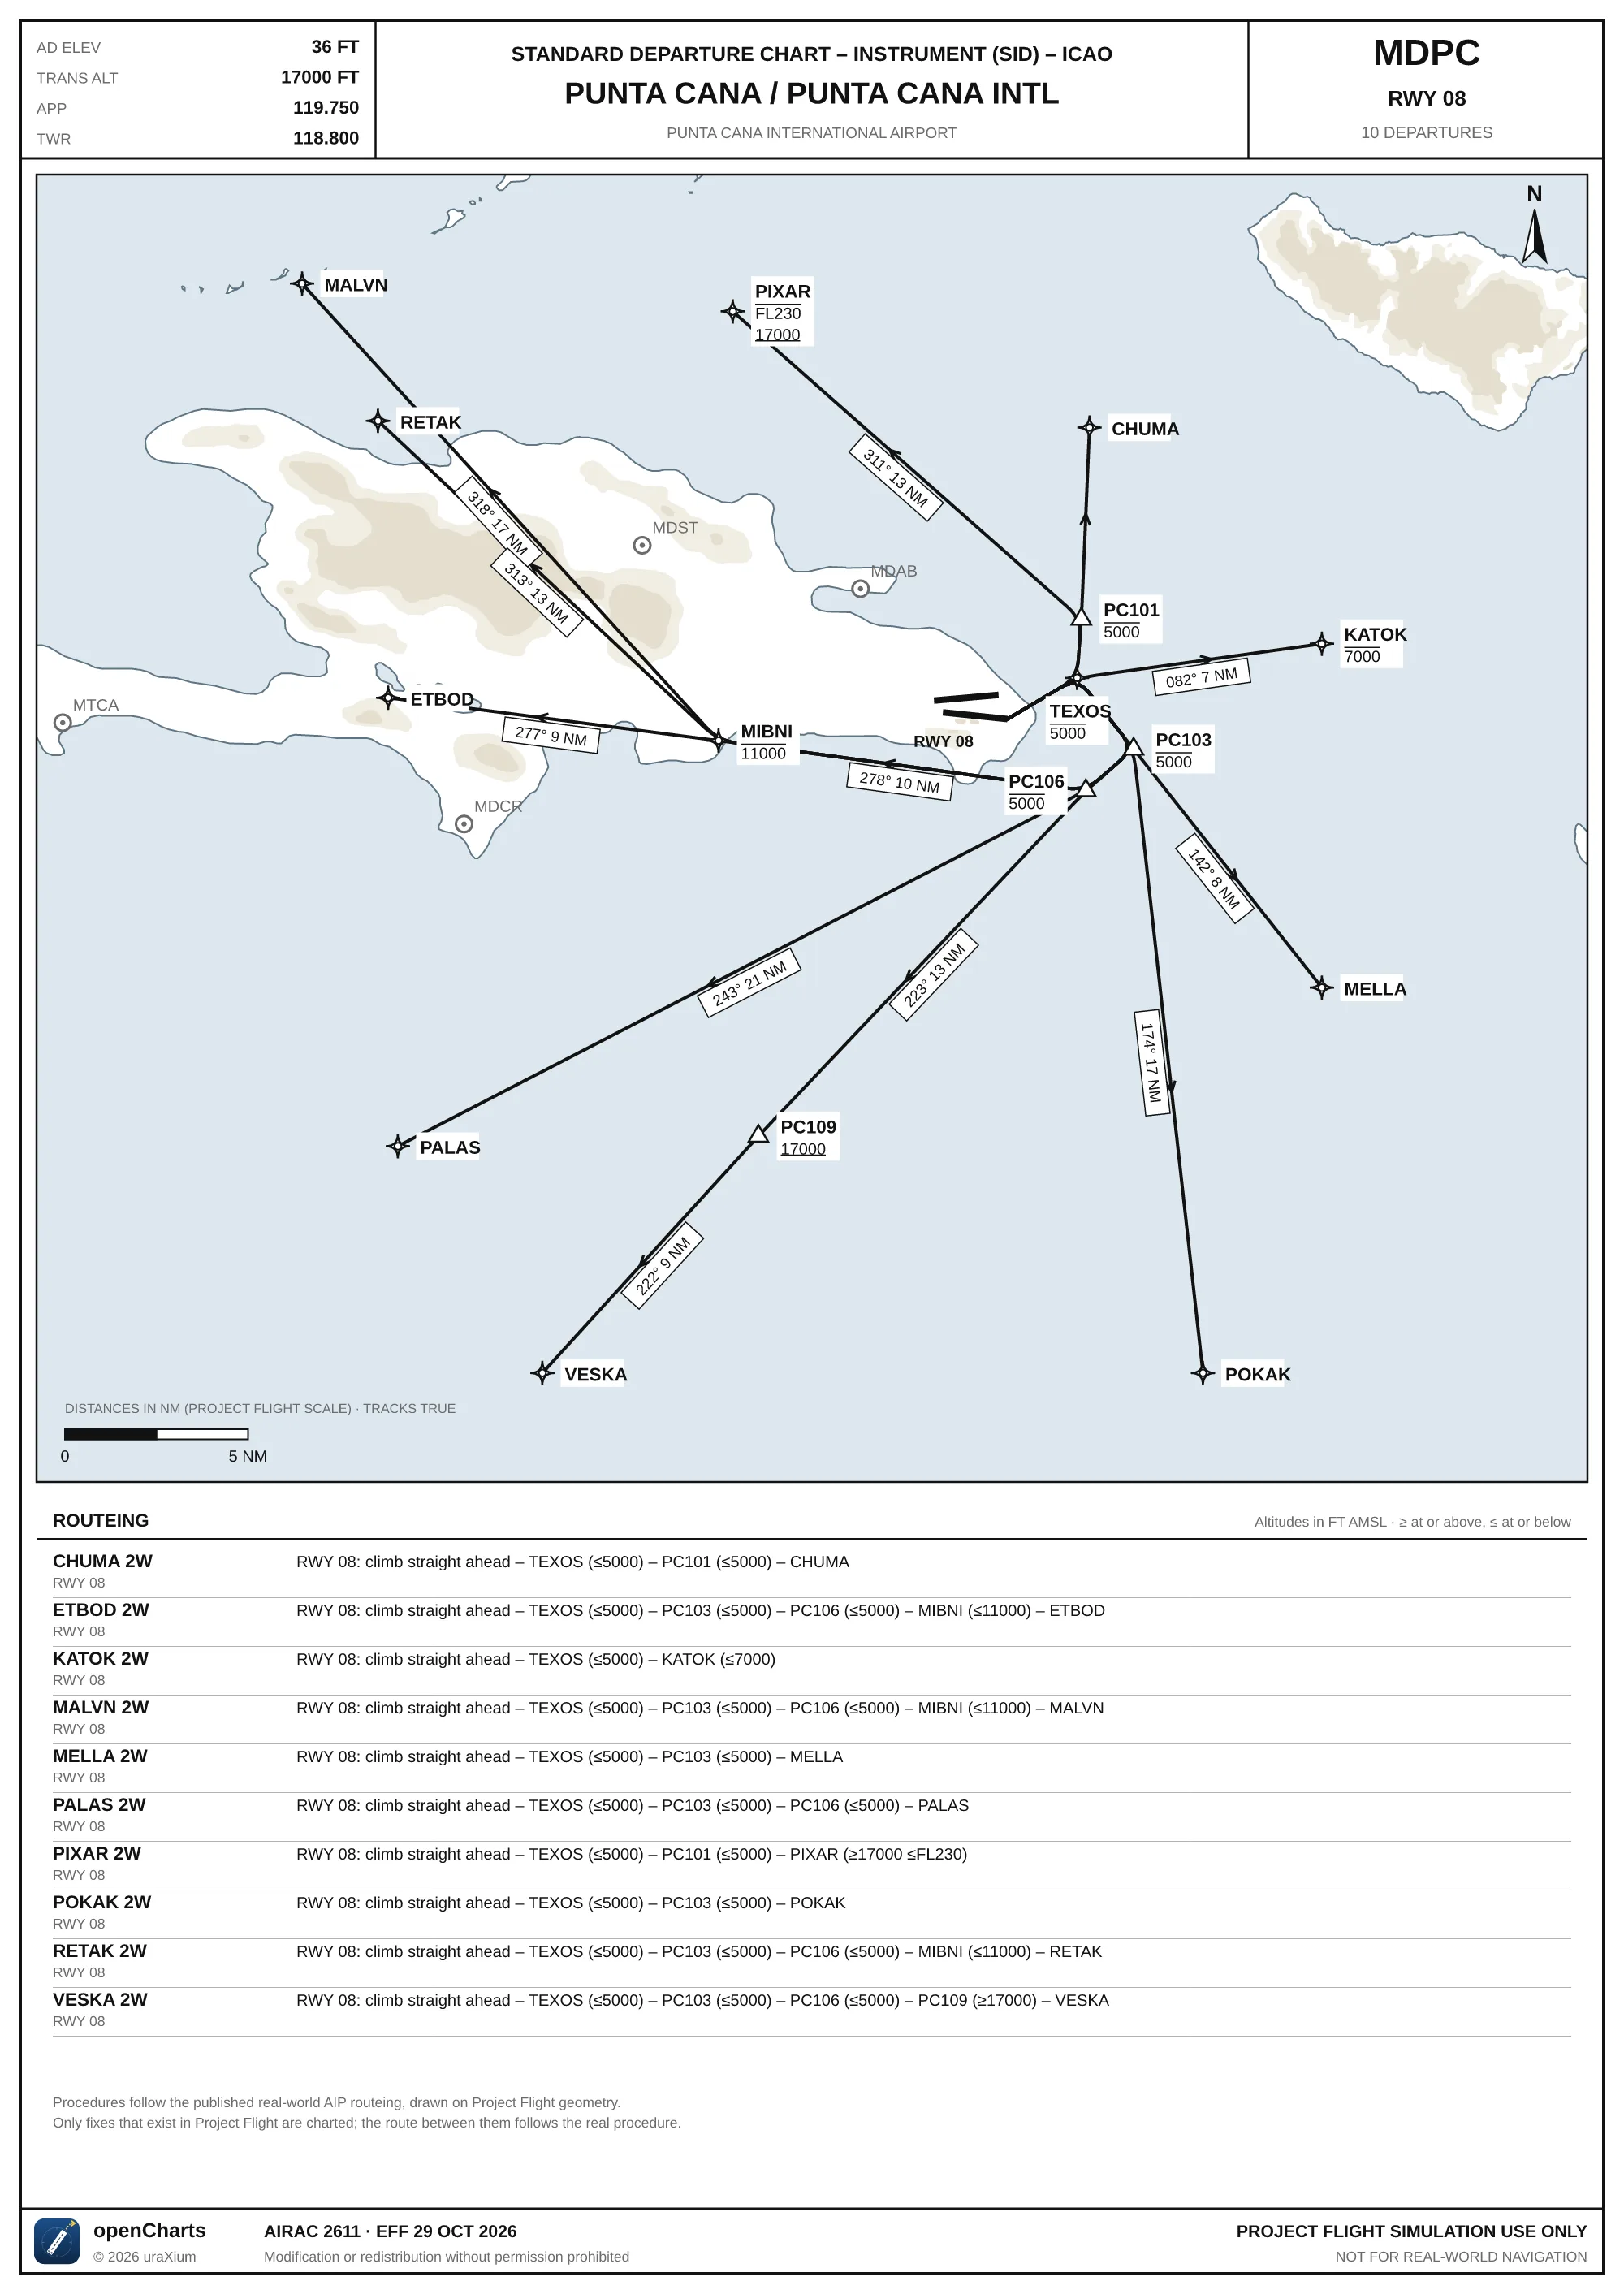 AD ELEV 36 FT
TRANS ALT 17000 FT
APP 119.750
TWR 118.800
STANDARD DEPARTURE CHART – INSTRUMENT (SID) – ICAO
PUNTA CANA / PUNTA CANA INTL
PUNTA CANA INTERNATIONAL AIRPORT
MDPC
RWY 08
10 DEPARTURES
N
MALVN
PIXAR
FL230
17000
RETAK
CHUMA
311° 13 NM
318° 17 NM
MDST
313° 13 NM
MDAB
PC101
5000
KATOK
7000
082° 7 NM
ETBOD
MTCA
TEXOS
5000
277° 9 NM
MIBNI
11000
RWY 08
PC103
5000
278° 10 NM
PC106
5000
MDCR
142° 8 NM
243° 21 NM
223° 13 NM
MELLA
174° 17 NM
PALAS
PC109
17000
222° 9 NM
VESKA
POKAK
DISTANCES IN NM (PROJECT FLIGHT SCALE) · TRACKS TRUE
0 5 NM
ROUTEING
Altitudes in FT AMSL · ≥ at or above, ≤ at or below
CHUMA 2W RWY 08: climb straight ahead – TEXOS (≤5000) – PC101 (≤5000) – CHUMA
RWY 08
ETBOD 2W RWY 08: climb straight ahead – TEXOS (≤5000) – PC103 (≤5000) – PC106 (≤5000) – MIBNI (≤11000) – ETBOD
RWY 08
KATOK 2W RWY 08: climb straight ahead – TEXOS (≤5000) – KATOK (≤7000)
RWY 08
MALVN 2W RWY 08: climb straight ahead – TEXOS (≤5000) – PC103 (≤5000) – PC106 (≤5000) – MIBNI (≤11000) – MALVN
RWY 08
MELLA 2W RWY 08: climb straight ahead – TEXOS (≤5000) – PC103 (≤5000) – MELLA
RWY 08
PALAS 2W RWY 08: climb straight ahead – TEXOS (≤5000) – PC103 (≤5000) – PC106 (≤5000) – PALAS
RWY 08
PIXAR 2W RWY 08: climb straight ahead – TEXOS (≤5000) – PC101 (≤5000) – PIXAR (≥17000 ≤FL230)
RWY 08
POKAK 2W RWY 08: climb straight ahead – TEXOS (≤5000) – PC103 (≤5000) – POKAK
RWY 08
RETAK 2W RWY 08: climb straight ahead – TEXOS (≤5000) – PC103 (≤5000) – PC106 (≤5000) – MIBNI (≤11000) – RETAK
RWY 08
VESKA 2W RWY 08: climb straight ahead – TEXOS (≤5000) – PC103 (≤5000) – PC106 (≤5000) – PC109 (≥17000) – VESKA
RWY 08
Procedures follow the published real-world AIP routeing, drawn on Project Flight geometry.
Only fixes that exist in Project Flight are charted; the route between them follows the real procedure.
openCharts
© 2026 uraXium
AIRAC 2611 · EFF 29 OCT 2026
Modification or redistribution without permission prohibited
PROJECT FLIGHT SIMULATION USE ONLY
NOT FOR REAL-WORLD NAVIGATION